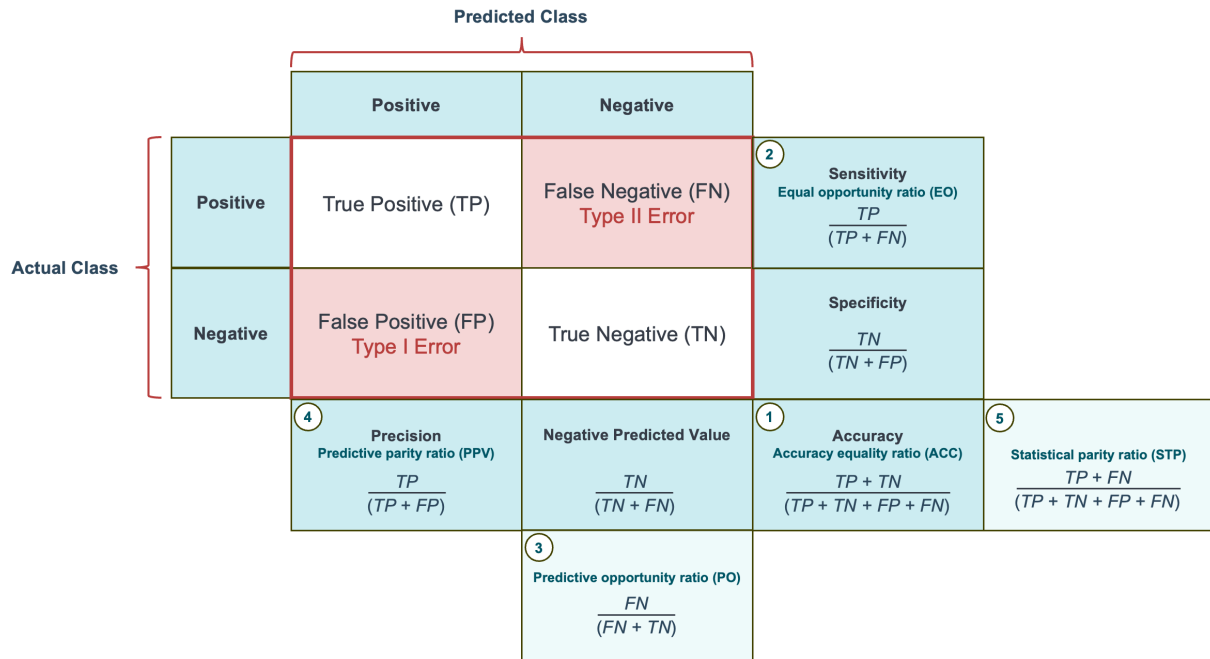 Predicted Class
Positive
Negative
Actual Class
Positive
True Positive (TP)
False Negative (FN)
Type II Error
2
Sensitivity
Equal opportunity ratio (EO)
TP
(TP + FN)
Negative
False Positive (FP)
Type I Error
True Negative (TN)
Specificity
TN
(TN + FP)
4
Precision
Predictive parity ratio (PPV)
TP
(TP + FP)
Negative Predicted Value
TN
(TN + FN)
1
Accuracy
Accuracy equality ratio (ACC)
TP + TN
(TP + TN + FP + FN)
5
Statistical parity ratio (STP)
TP + FN
(TP + TN + FP + FN)
3
Predictive opportunity ratio (PO)
FN
(FN + TN)